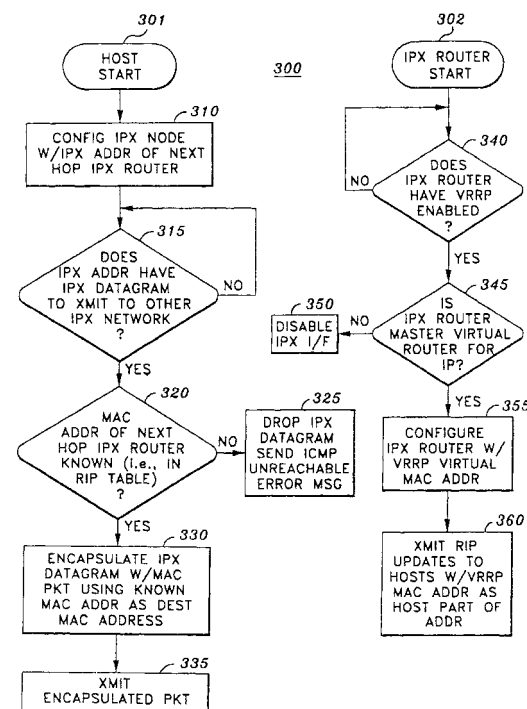 301
HOST
START
310
CONFIG IPX NODE
W/IPX ADDR OF NEXT
HOP IPX ROUTER
315
DOES
IPX ADDR HAVE
IPX DATAGRAM
TO XMIT TO OTHER
IPX NETWORK
?
NO
YES
320
MAC
ADDR OF NEXT
HOP IPX ROUTER
KNOWN (i.e., IN
RIP TABLE)
?
NO
325
DROP IPX
DATAGRAM
SEND ICMP
UNREACHABLE
ERROR MSG
YES
330
ENCAPSULATE IPX
DATAGRAM W/MAC
PKT USING KNOWN
MAC ADDR AS DEST
MAC ADDRESS
335
XMIT
ENCAPSULATED PKT
300
302
IPX ROUTER
START
340
DOES
IPX ROUTER
HAVE VRRP
ENABLED
?
NO
YES
345
IS
IPX ROUTER
MASTER VIRTUAL
ROUTER FOR
IP?
NO
350
DISABLE
IPX I/F
YES
355
CONFIGURE
IPX ROUTER W/
VRRP VIRTUAL
MAC ADDR
360
XMIT RIP
UPDATES TO
HOSTS W/VRRP
MAC ADDR AS
HOST PART OF
ADDR